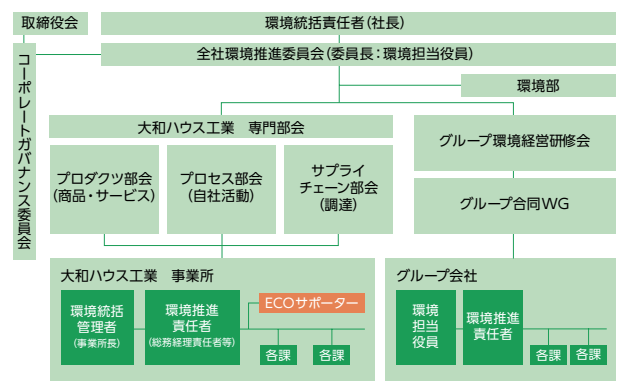 取締役会
環境統括責任者(社長)
コーポレートガバナンス委員会
全社環境推進委員会(委員長：環境担当役員)
環境部
大和ハウス工業　専門部会
グループ環境経営研修会
プロダクツ部会
(商品・サービス)
プロセス部会
(自社活動)
サプライ
チェーン部会
(調達)
グループ合同WG
大和ハウス工業　事業所
環境統括
管理者
(事業所長)
環境推進
責任者
(総務経理責任者等)
ECOサポーター
各課
各課
グループ会社
環境
担当
役員
環境推進
責任者
各課
各課